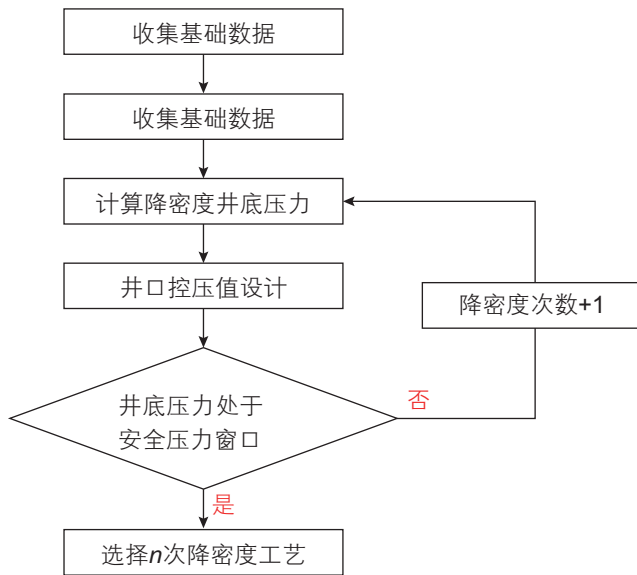 收集基础数据
收集基础数据
计算降密度井底压力
井口控压值设计
降密度次数+1
井底压力处于
安全压力窗口
否
是
选择n次降密度工艺